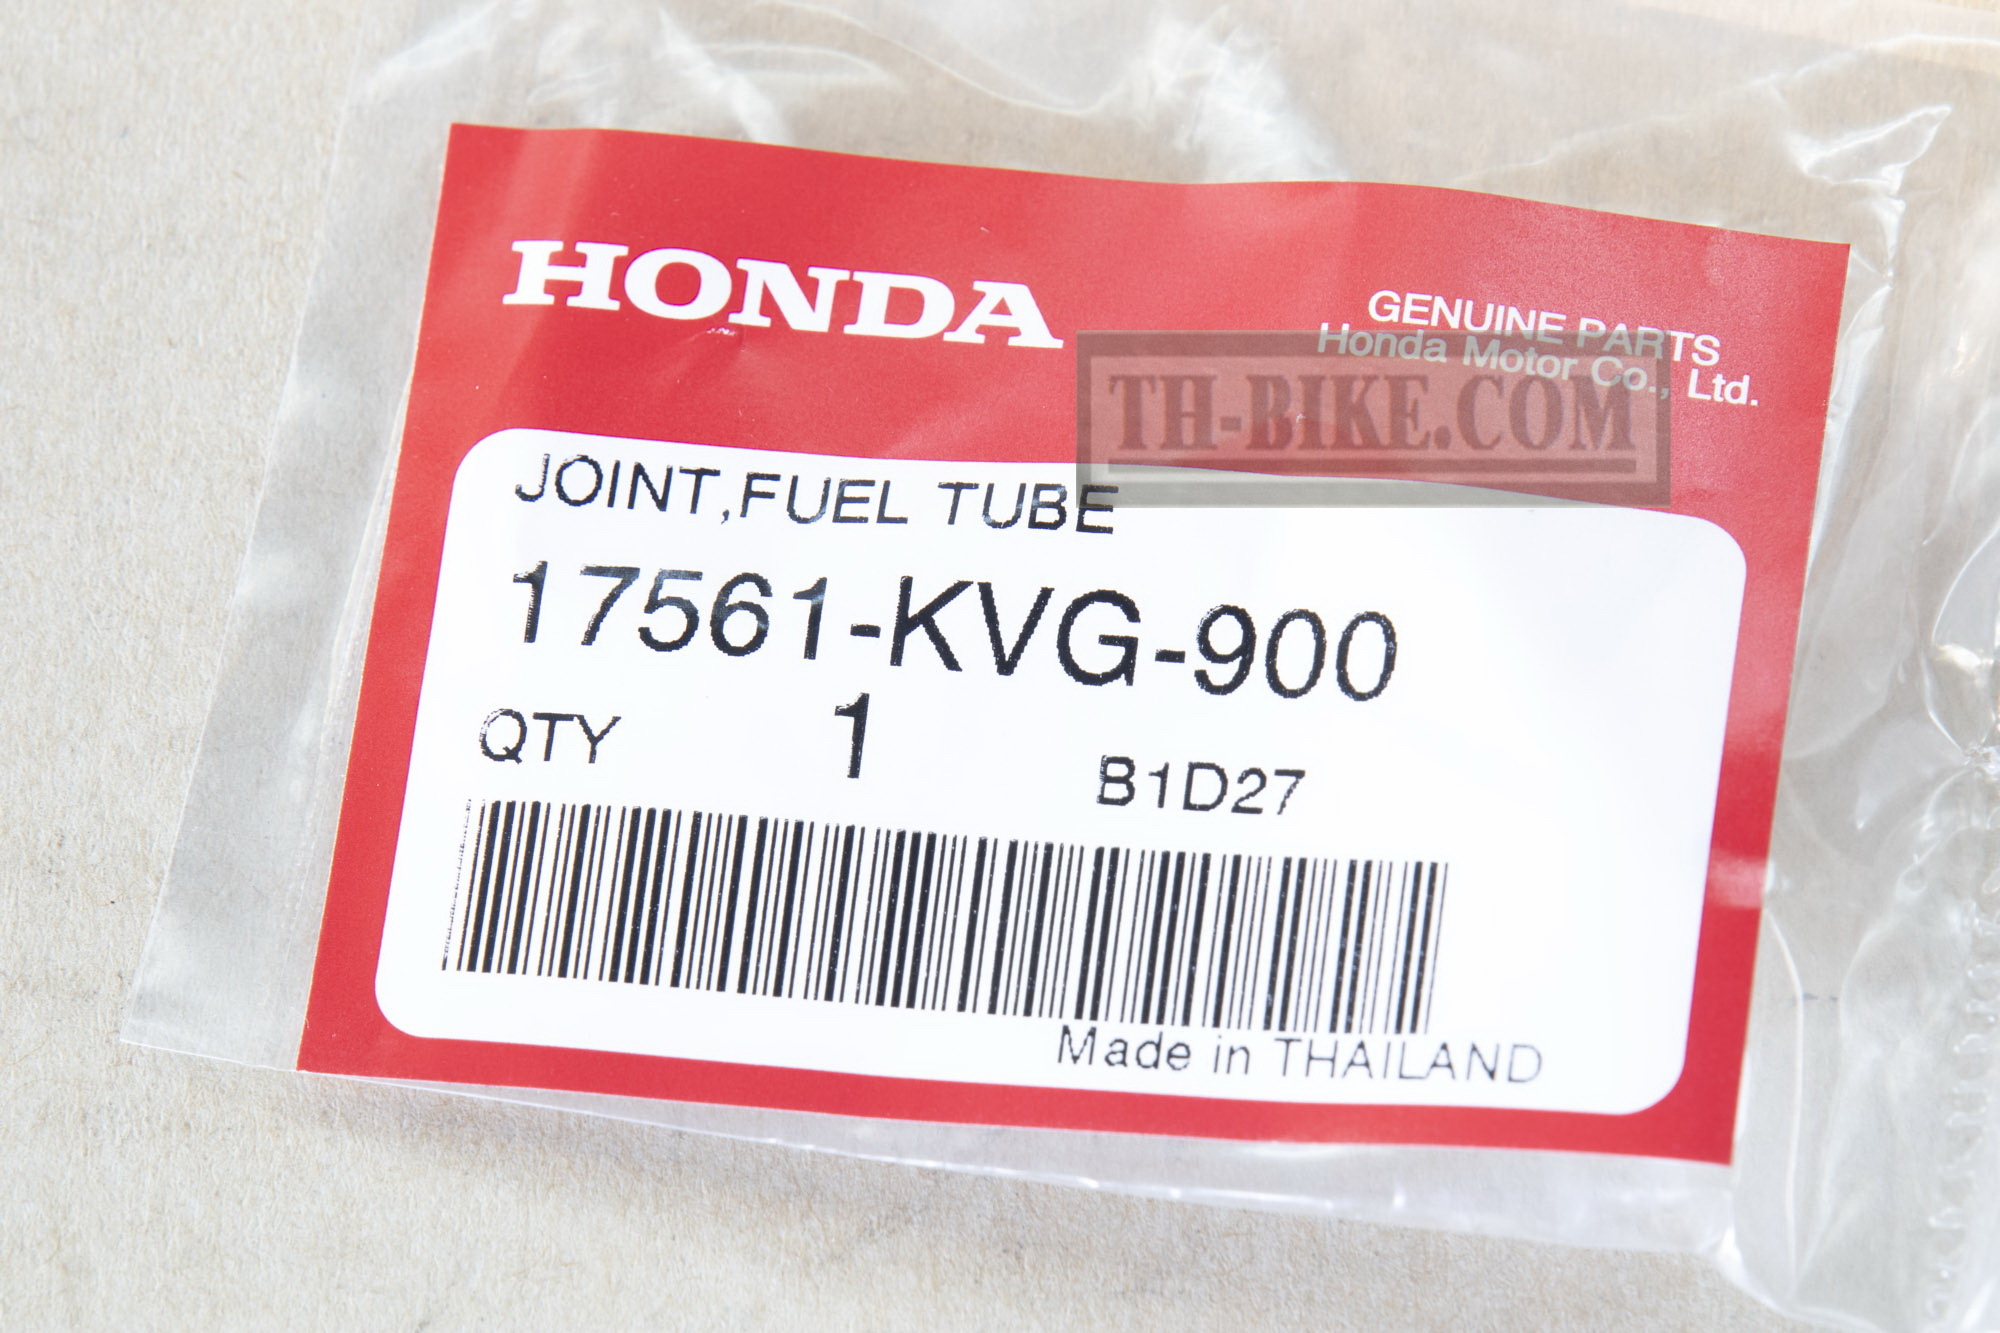 HONDA
GENUINE PARTS
Honda Motor Co., Ltd.
TH-BIKE.COM
JOINT,FUEL TUBE
17561-KVG-900
QTY 1 B1D27
Made in THAILAND